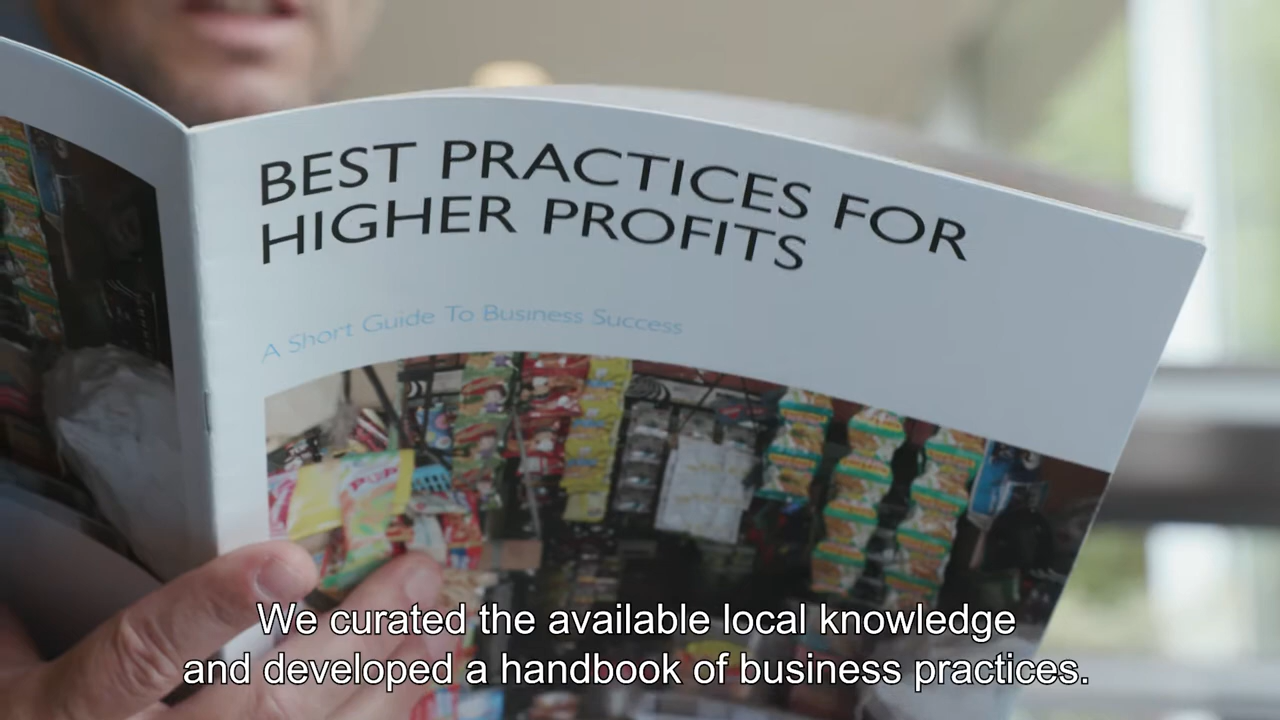 BEST PRACTICES FOR
HIGHER PROFITS
A Short Guide To Business Success
We curated the available local knowledge
and developed a handbook of business practices.